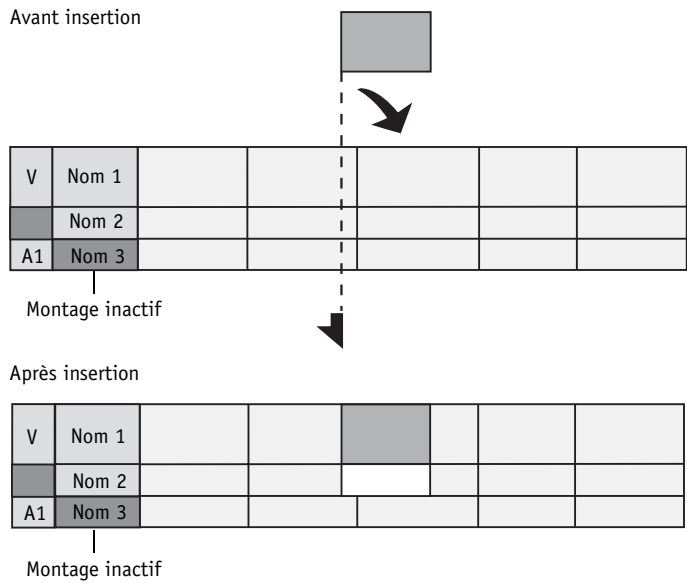 Avant insertion
V Nom 1
Nom 2
A1 Nom 3
Montage inactif
Après insertion
V Nom 1
Nom 2
A1 Nom 3
Montage inactif